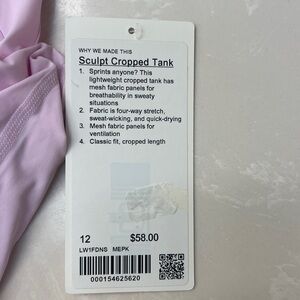 WHY WE MADE THIS
Sculpt Cropped Tank
1. Sprints anyone? This
lightweight cropped tank has
mesh fabric panels for
breathability in sweaty
situations
2. Fabric is four-way stretch,
sweat-wicking, and quick-drying
3. Mesh fabric panels for
ventilation
4. Classic fit, cropped length
12 $58.00
LW1FDNS MEPK
000154625620